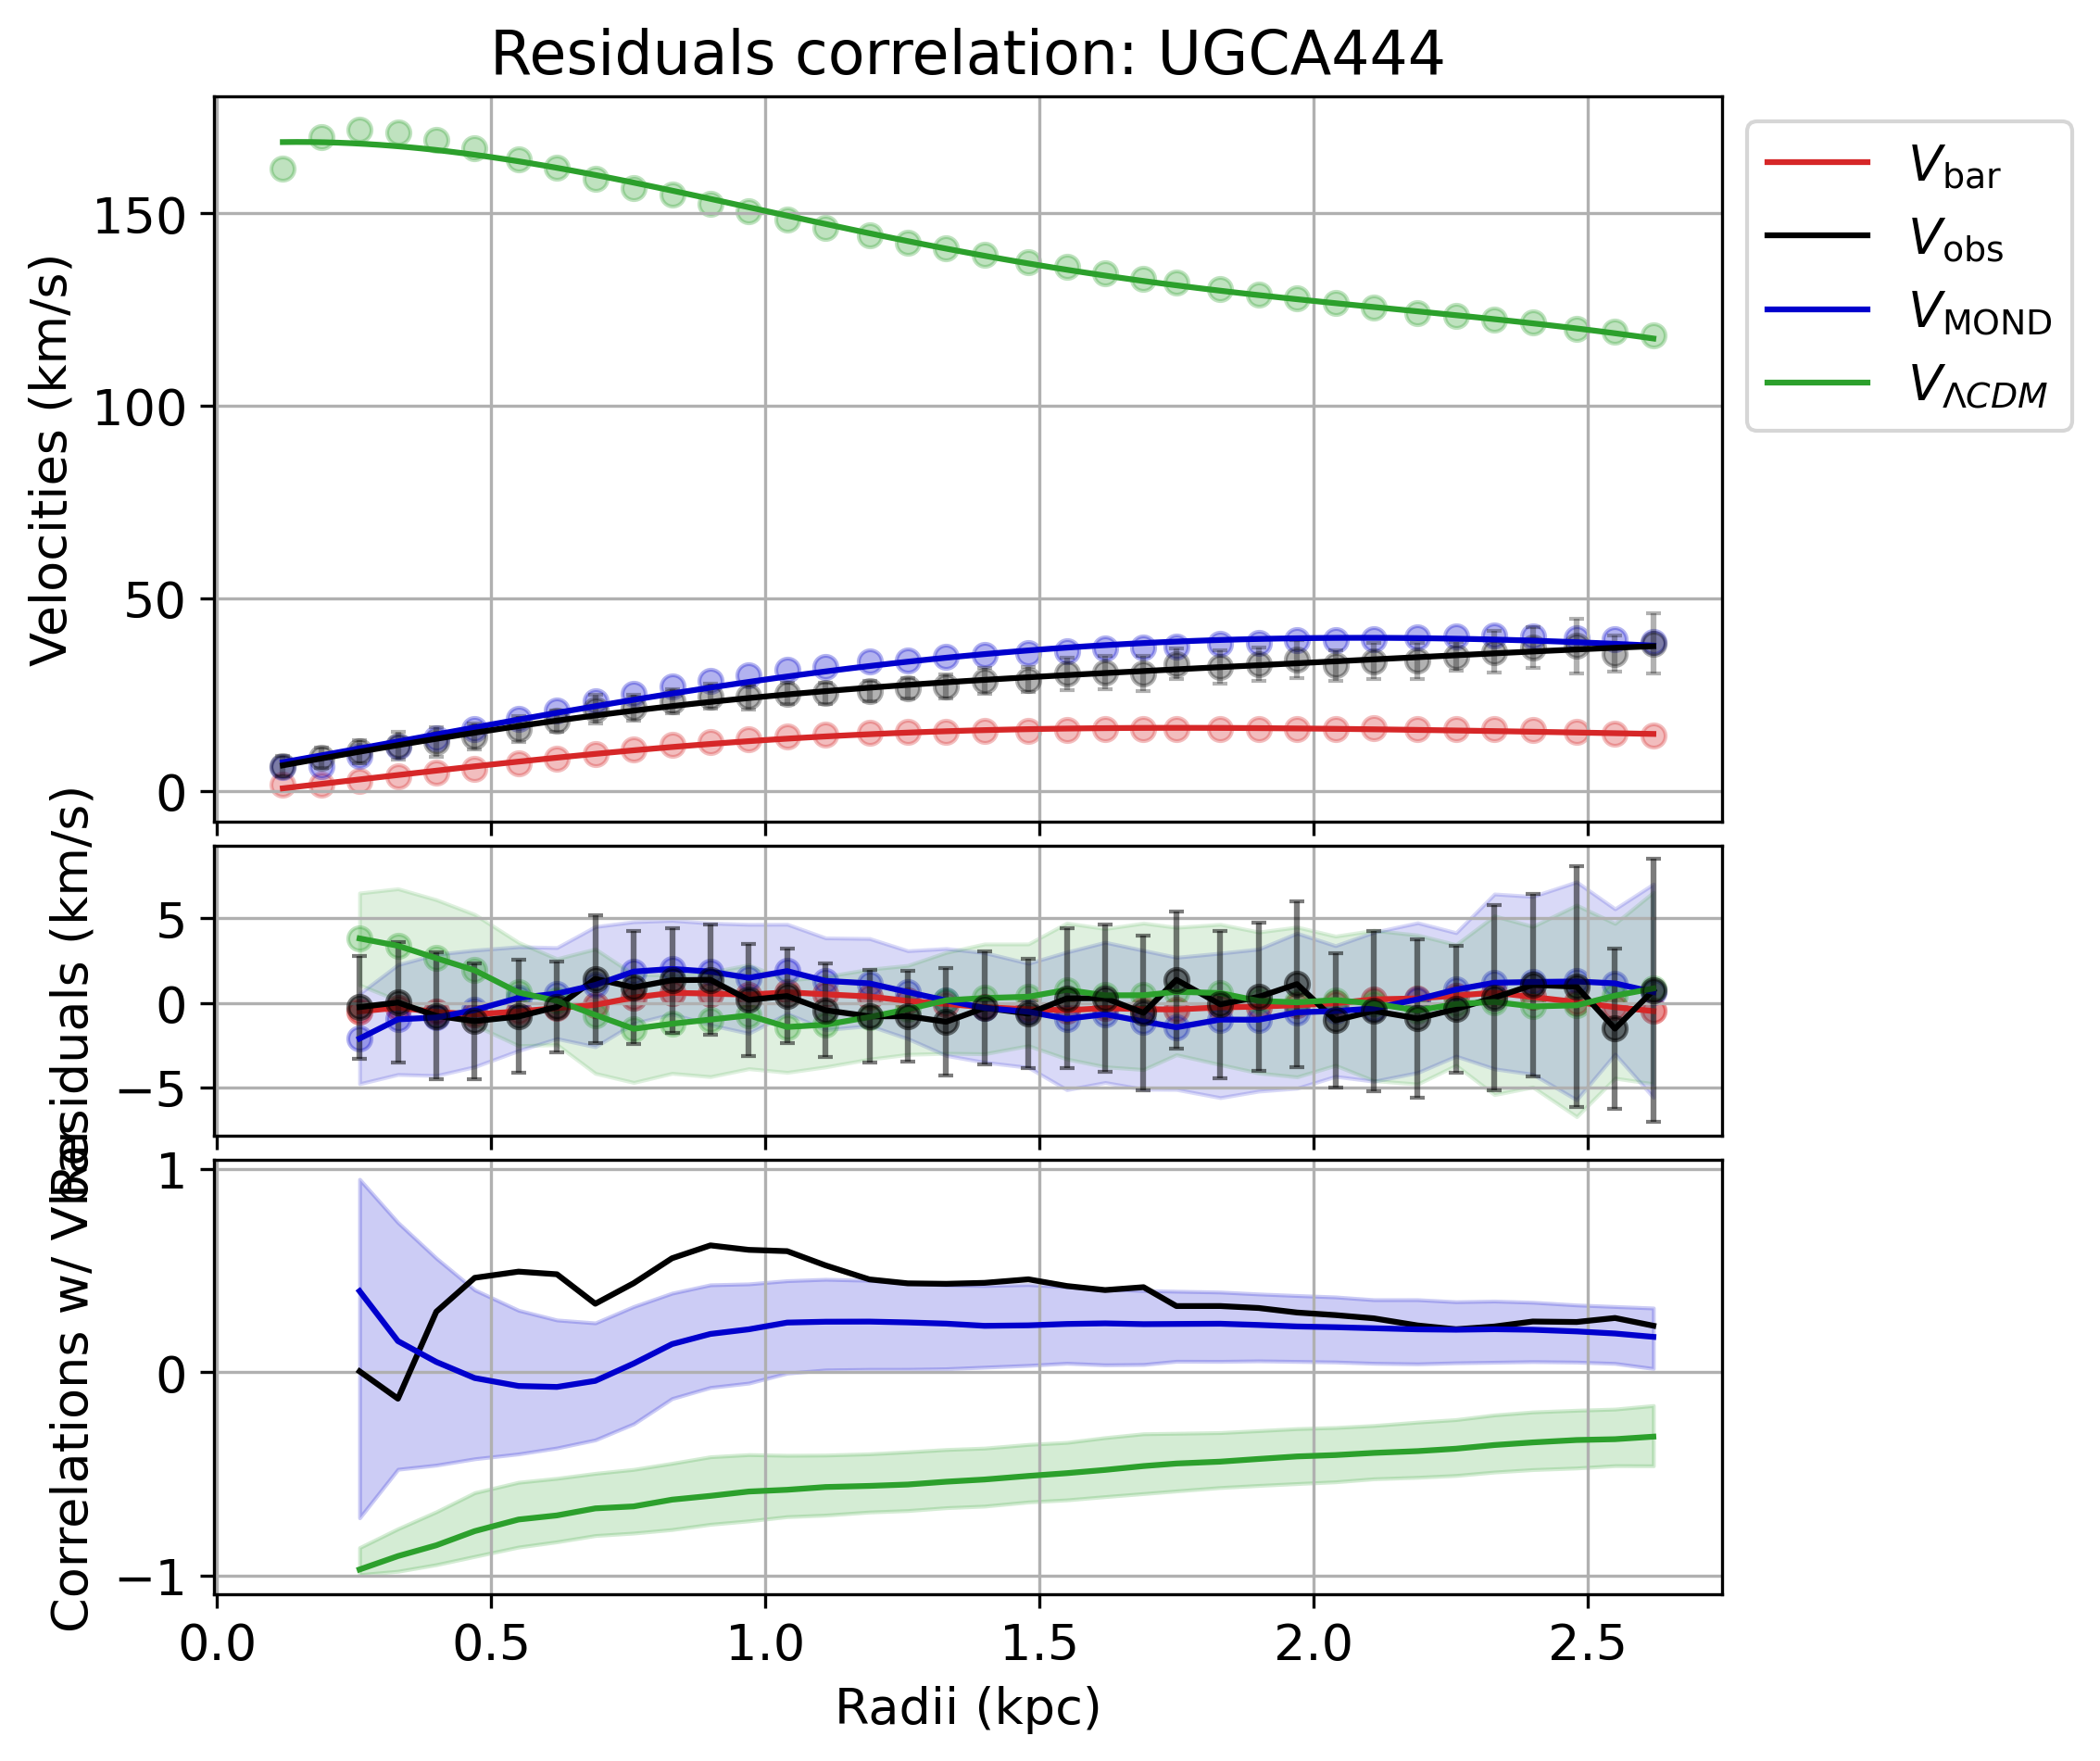 Residuals correlation: UGCA444
Velocities (km/s)
150
100
50
0
V_bar
V_obs
V_MOND
V_ΛCDM
Residuals (km/s)
5
0
−5
Correlations w/ Vbar
1
0
−1
0.0 0.5 1.0 1.5 2.0 2.5
Radii (kpc)